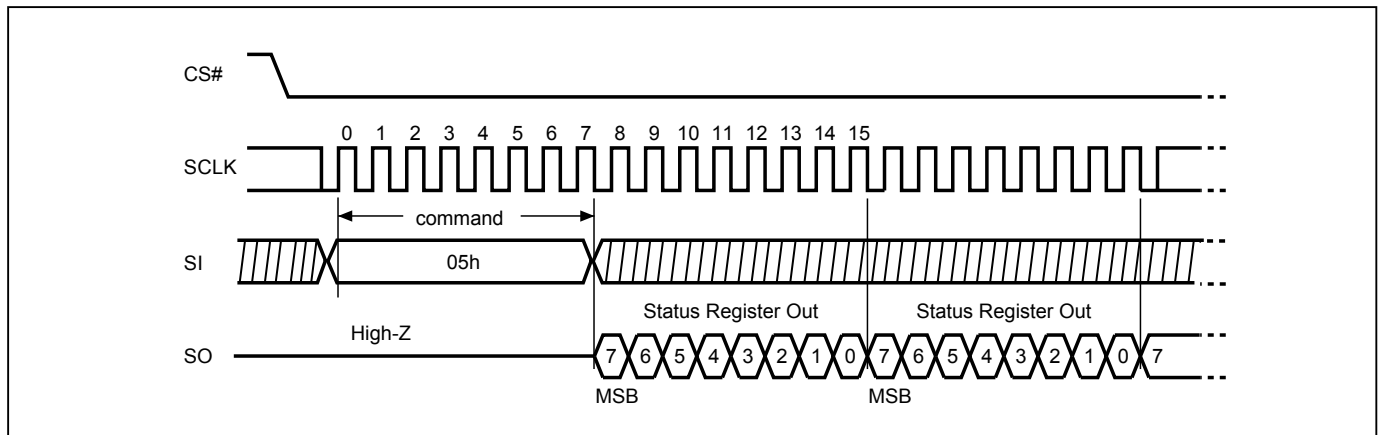 CS#
0 1 2 3 4 5 6 7 8 9 10 11 12 13 14 15
SCLK
command
SI
05h
Status Register Out Status Register Out
High-Z
SO
7 6 5 4 3 2 1 0 7 6 5 4 3 2 1 0 7
MSB MSB